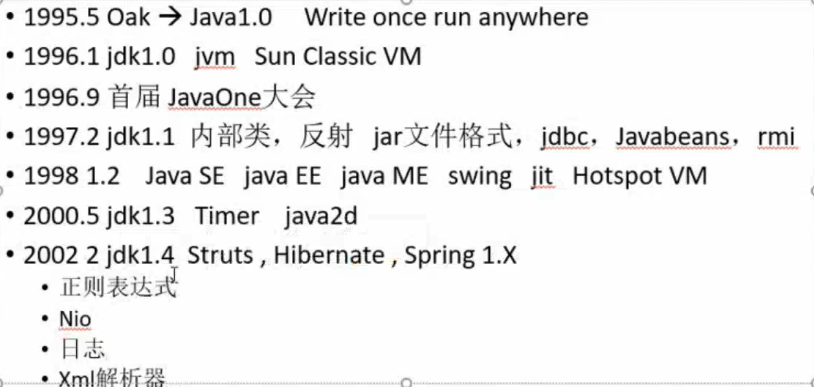 • 1995.5 Oak → Java1.0 Write once run anywhere
• 1996.1 jdk1.0 jvm Sun Classic VM
• 1996.9 首届 JavaOne大会
• 1997.2 jdk1.1 内部类，反射 jar文件格式，jdbc，Javabeans，rmi
• 1998 1.2 Java SE java EE java ME swing jit Hotspot VM
• 2000.5 jdk1.3 Timer java2d
• 2002 2 jdk1.4 Struts , Hibernate , Spring 1.X
• 正则表达式
• Nio
• 日志
• Xml解析器